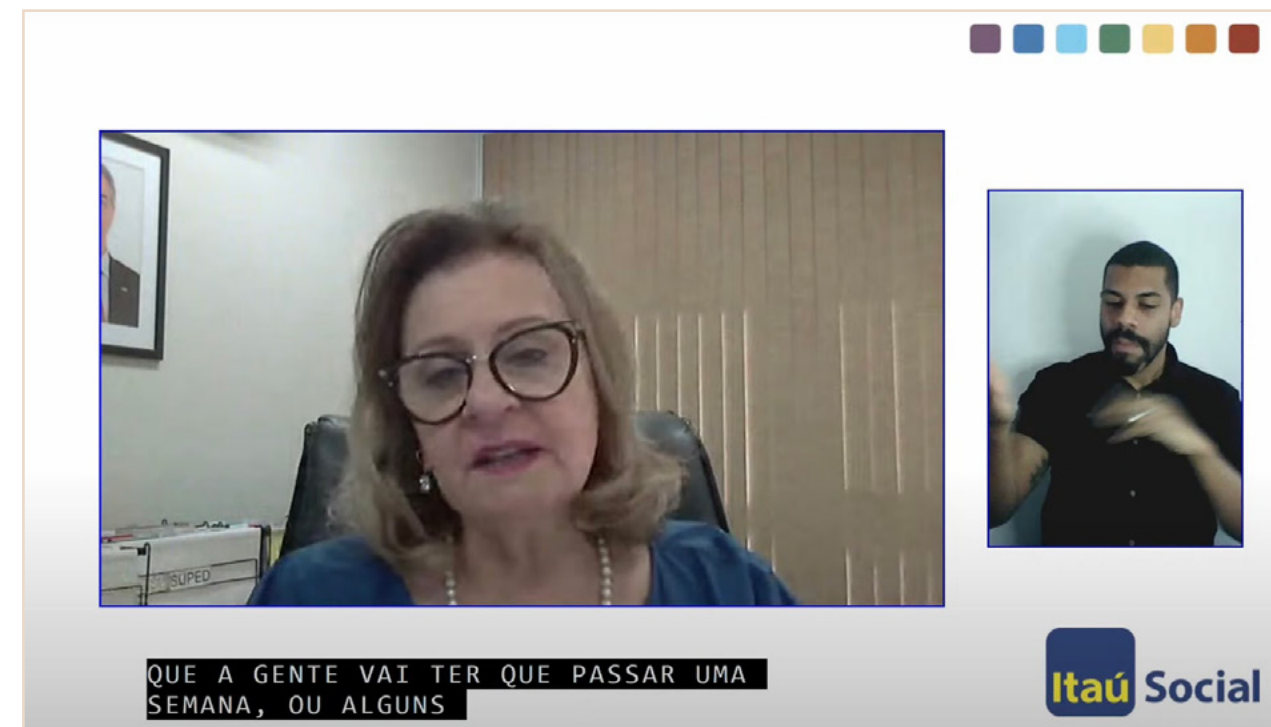 SUPED
QUE A GENTE VAI TER QUE PASSAR UMA
SEMANA, OU ALGUNS
Itaú Social